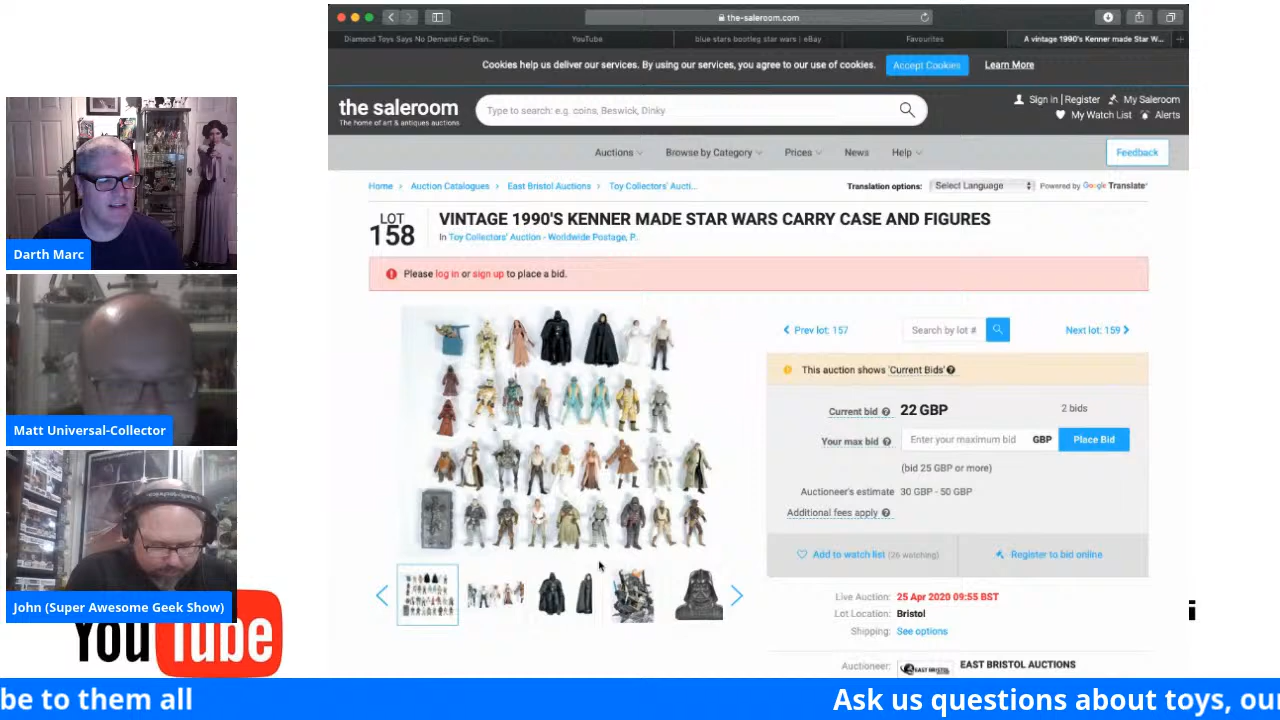 the-saleroom.com
Diamond Toys Says No Demand For Disn...
YouTube
blue stars bootleg star wars | eBay
Favourites
A vintage 1990's Kenner made Star W...
Cookies help us deliver our services. By using our services, you agree to our use of cookies. Accept Cookies Learn More
the saleroom
The home of art & antiques auctions
Type to search: e.g. coins, Beswick, Dinky
Sign in | Register My Saleroom
My Watch List Alerts
Auctions Browse by Category Prices News Help
Feedback
Home > Auction Catalogues > East Bristol Auctions > Toy Collectors' Aucti...
Translation options: Select Language Powered by Google Translate
LOT
158
VINTAGE 1990'S KENNER MADE STAR WARS CARRY CASE AND FIGURES
In Toy Collectors' Auction - Worldwide Postage, P..
Please log in or sign up to place a bid.
Prev lot: 157
Search by lot #
Next lot: 159
This auction shows 'Current Bids'
Current bid 22 GBP 2 bids
Your max bid Enter your maximum bid GBP Place Bid
(bid 25 GBP or more)
Auctioneer's estimate 30 GBP - 50 GBP
Additional fees apply
Add to watch list (26 watching)
Register to bid online
Live Auction: 25 Apr 2020 09:55 BST
Lot Location: Bristol
Shipping: See options
Auctioneer: EAST BRISTOL EAST BRISTOL AUCTIONS
Darth Marc
Matt Universal-Collector
John (Super Awesome Geek Show)
YouTube
i
be to them all
Ask us questions about toys, our